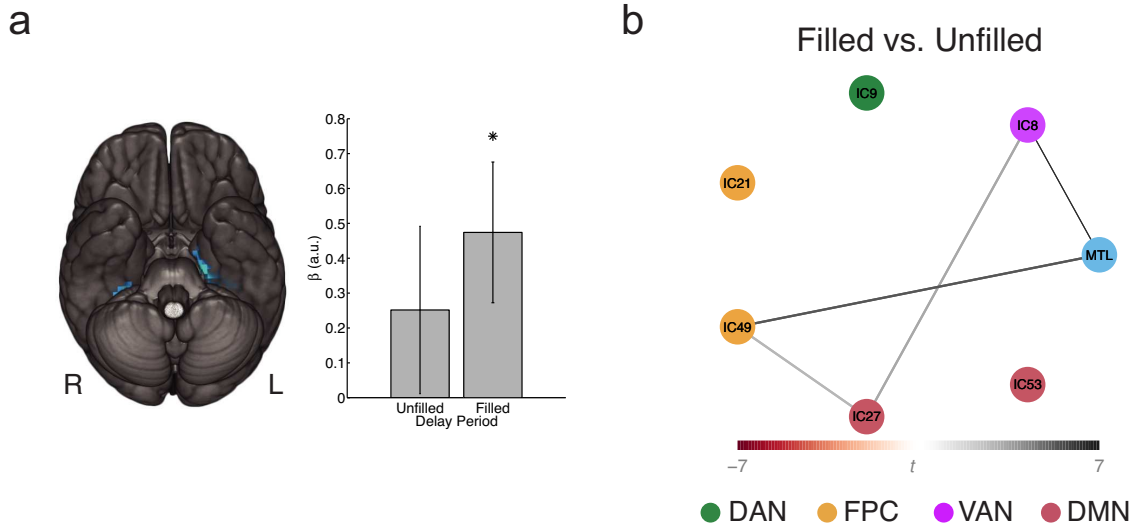 a
R
L
β (a.u.)
0.8
0.7
0.6
0.5
0.4
0.3
0.2
0.1
0
*
Unfilled
Filled
Delay Period
b
Filled vs. Unfilled
IC9
IC8
IC21
MTL
IC49
IC53
IC27
−7
t
7
DAN
FPC
VAN
DMN